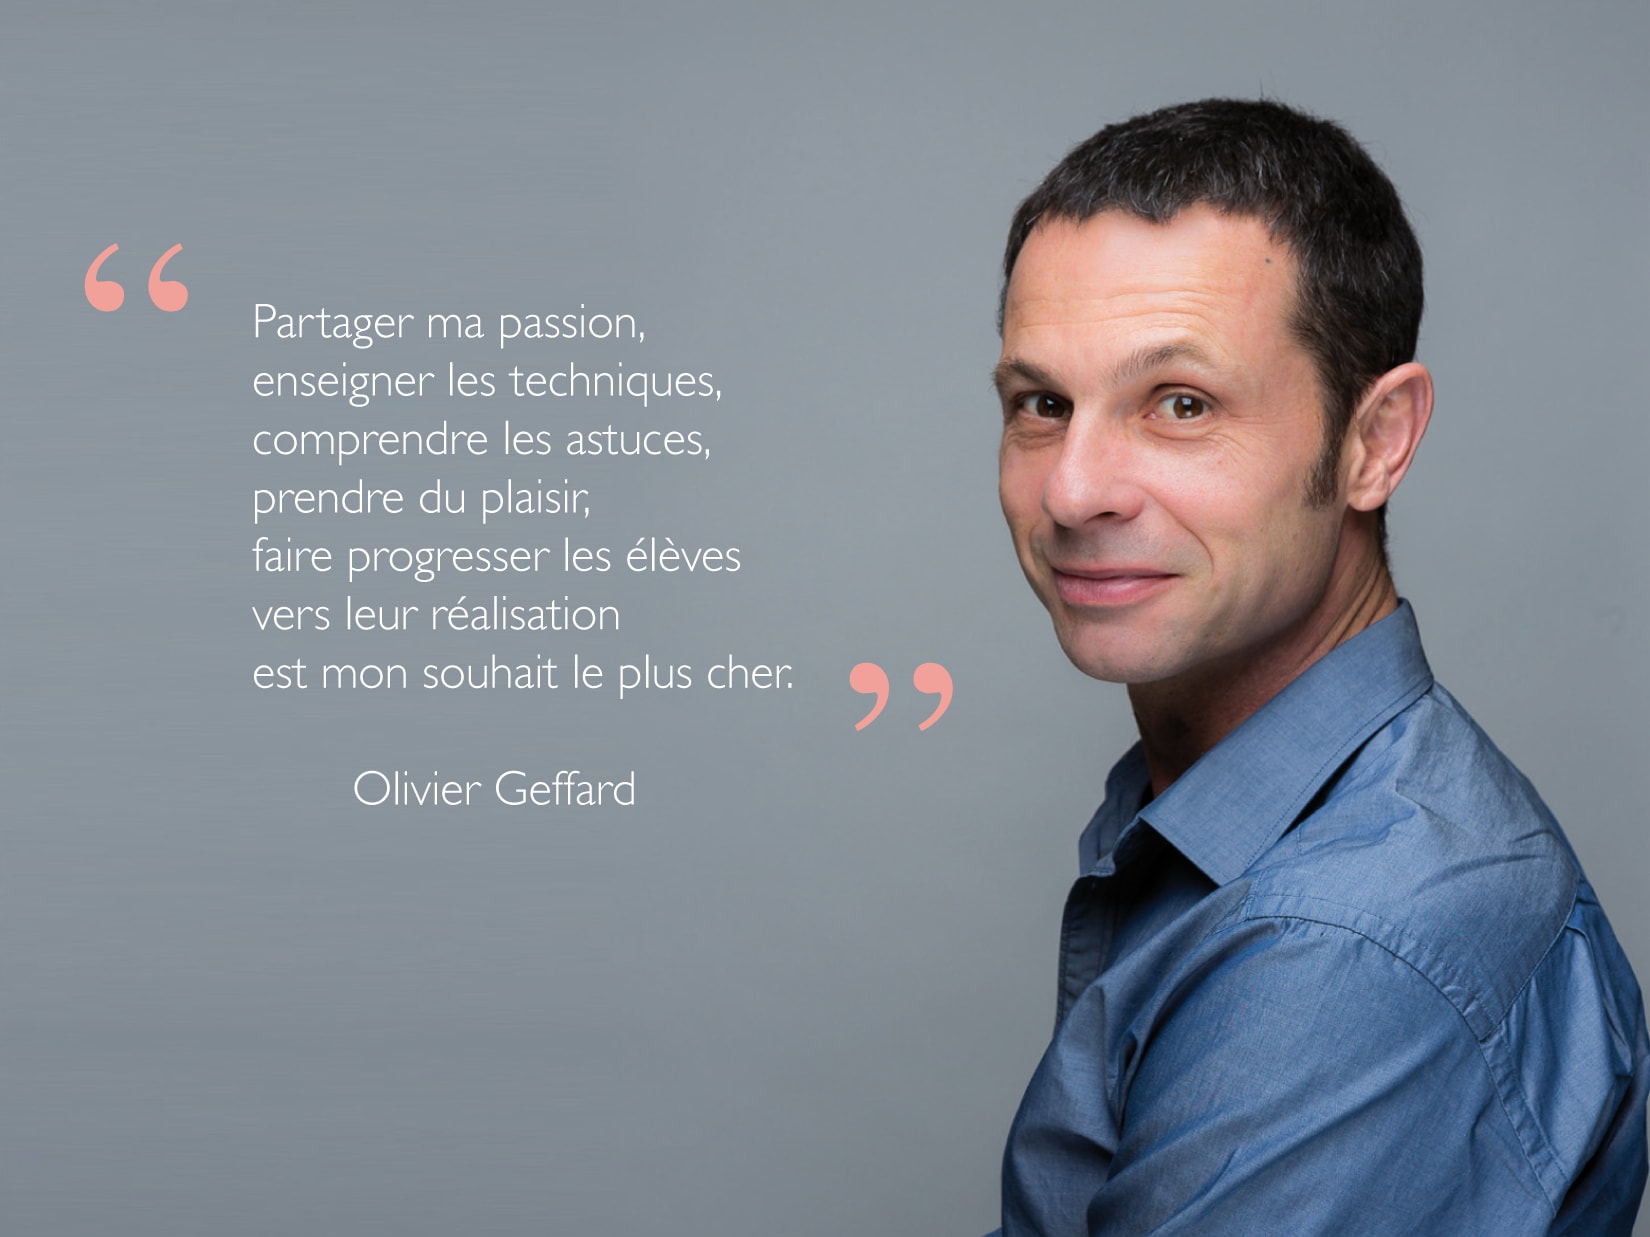 “
Partager ma passion,
enseigner les techniques,
comprendre les astuces,
prendre du plaisir,
faire progresser les élèves
vers leur réalisation
est mon souhait le plus cher.
”
Olivier Geffard